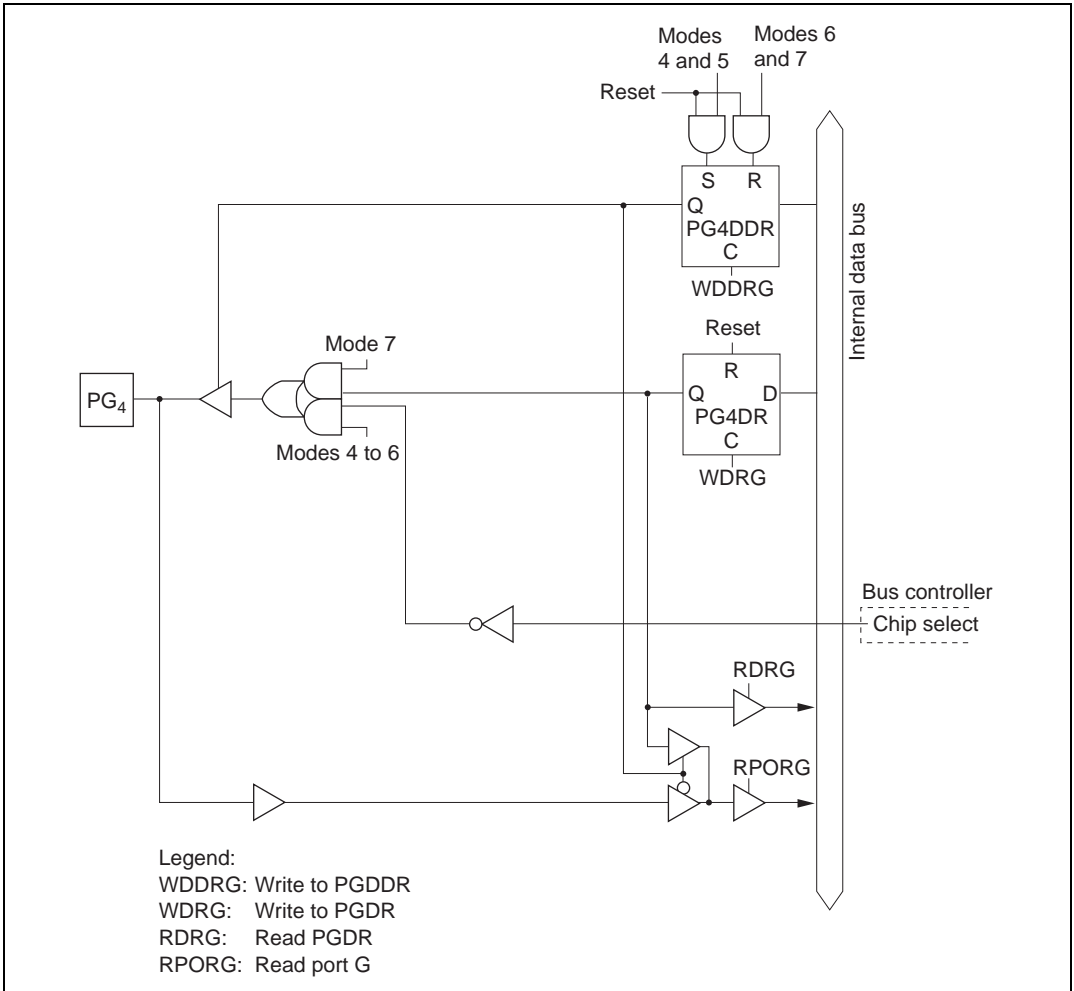 Modes
4 and 5
Modes 6
and 7
Reset
S R
Q
PG4DDR
C
WDDRG
Internal data bus
Reset
Mode 7
R
Q D
PG4DR
C
WDRG
PG4
Modes 4 to 6
Bus controller
Chip select
RDRG
RPORG
Legend:
WDDRG: Write to PGDDR
WDRG: Write to PGDR
RDRG: Read PGDR
RPORG: Read port G